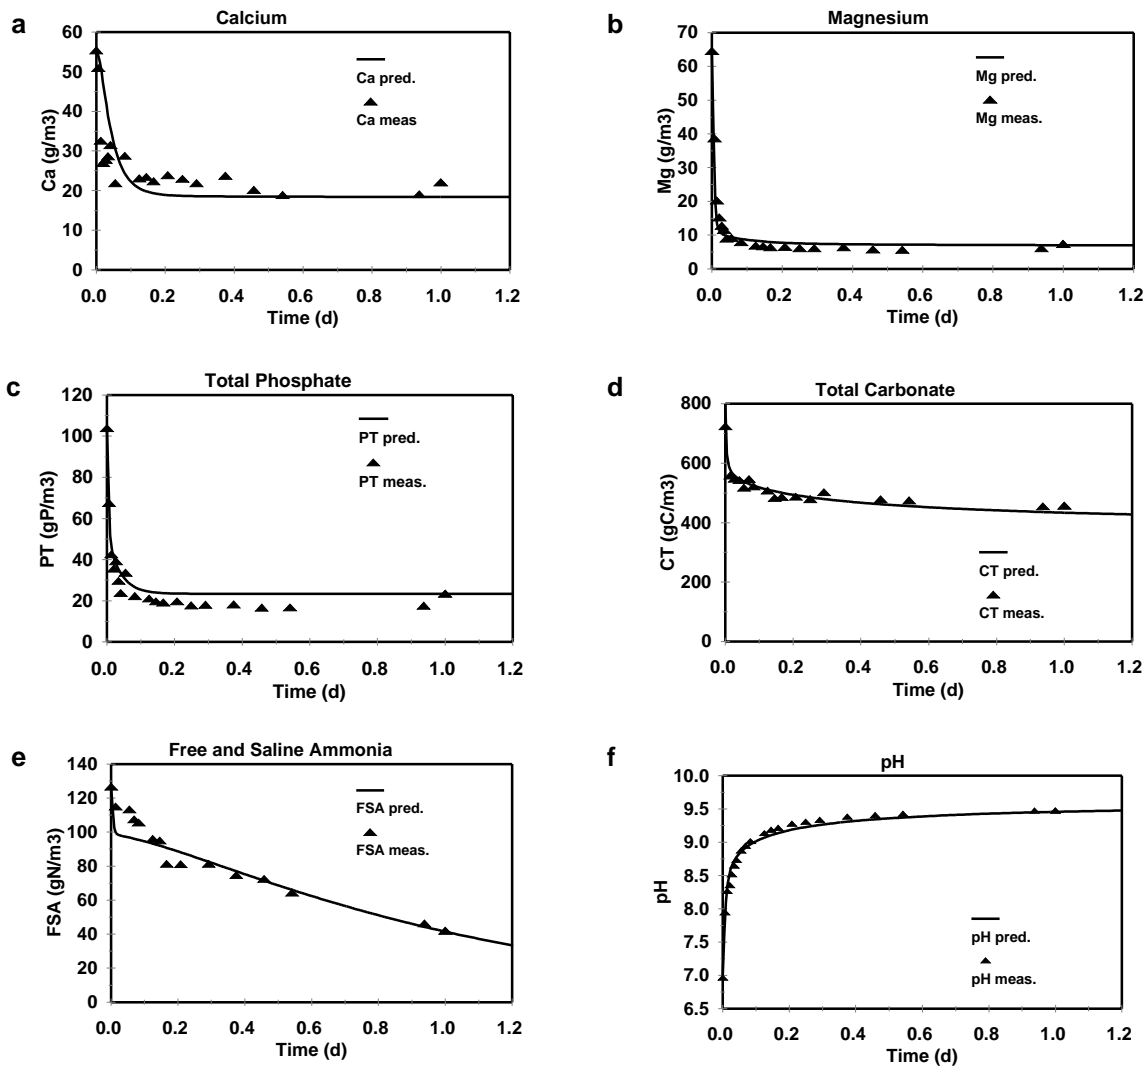 a
Calcium
60
50
40
30
20
10
0
Ca (g/m3)
Ca pred.
Ca meas
0.0 0.2 0.4 0.6 0.8 1.0 1.2
Time (d)
b
Magnesium
70
60
50
40
30
20
10
0
Mg (g/m3)
Mg pred.
Mg meas.
0.0 0.2 0.4 0.6 0.8 1.0 1.2
Time (d)
c
Total Phosphate
120
100
80
60
40
20
0
PT (gP/m3)
PT pred.
PT meas.
0.0 0.2 0.4 0.6 0.8 1.0 1.2
Time (d)
d
Total Carbonate
800
600
400
200
0
CT (gC/m3)
CT pred.
CT meas.
0.0 0.2 0.4 0.6 0.8 1.0 1.2
Time (d)
e
Free and Saline Ammonia
140
120
100
80
60
40
20
0
FSA (gN/m3)
FSA pred.
FSA meas.
0.0 0.2 0.4 0.6 0.8 1.0 1.2
Time (d)
f
pH
10.0
9.5
9.0
8.5
8.0
7.5
7.0
6.5
pH
pH pred.
pH meas.
0.0 0.2 0.4 0.6 0.8 1.0 1.2
Time (d)